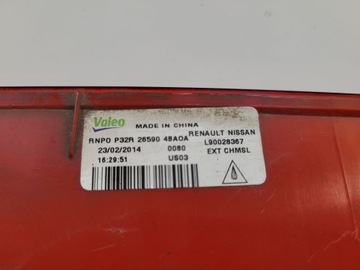 Valeo MADE IN CHINA
RNPO P32R 26590 4BA0A RENAULT NISSAN
23/02/2014 0080 L90028367
16:29:51 US03 EXT CHMSL